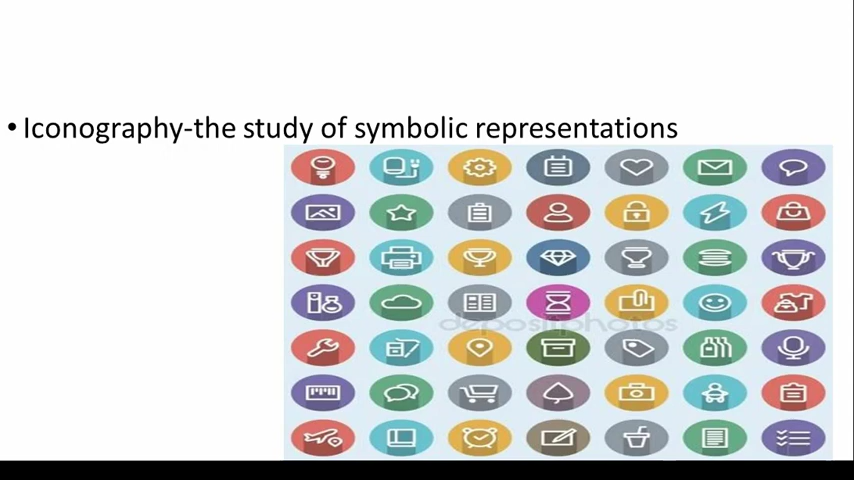 • Iconography-the study of symbolic representations
depositphotos